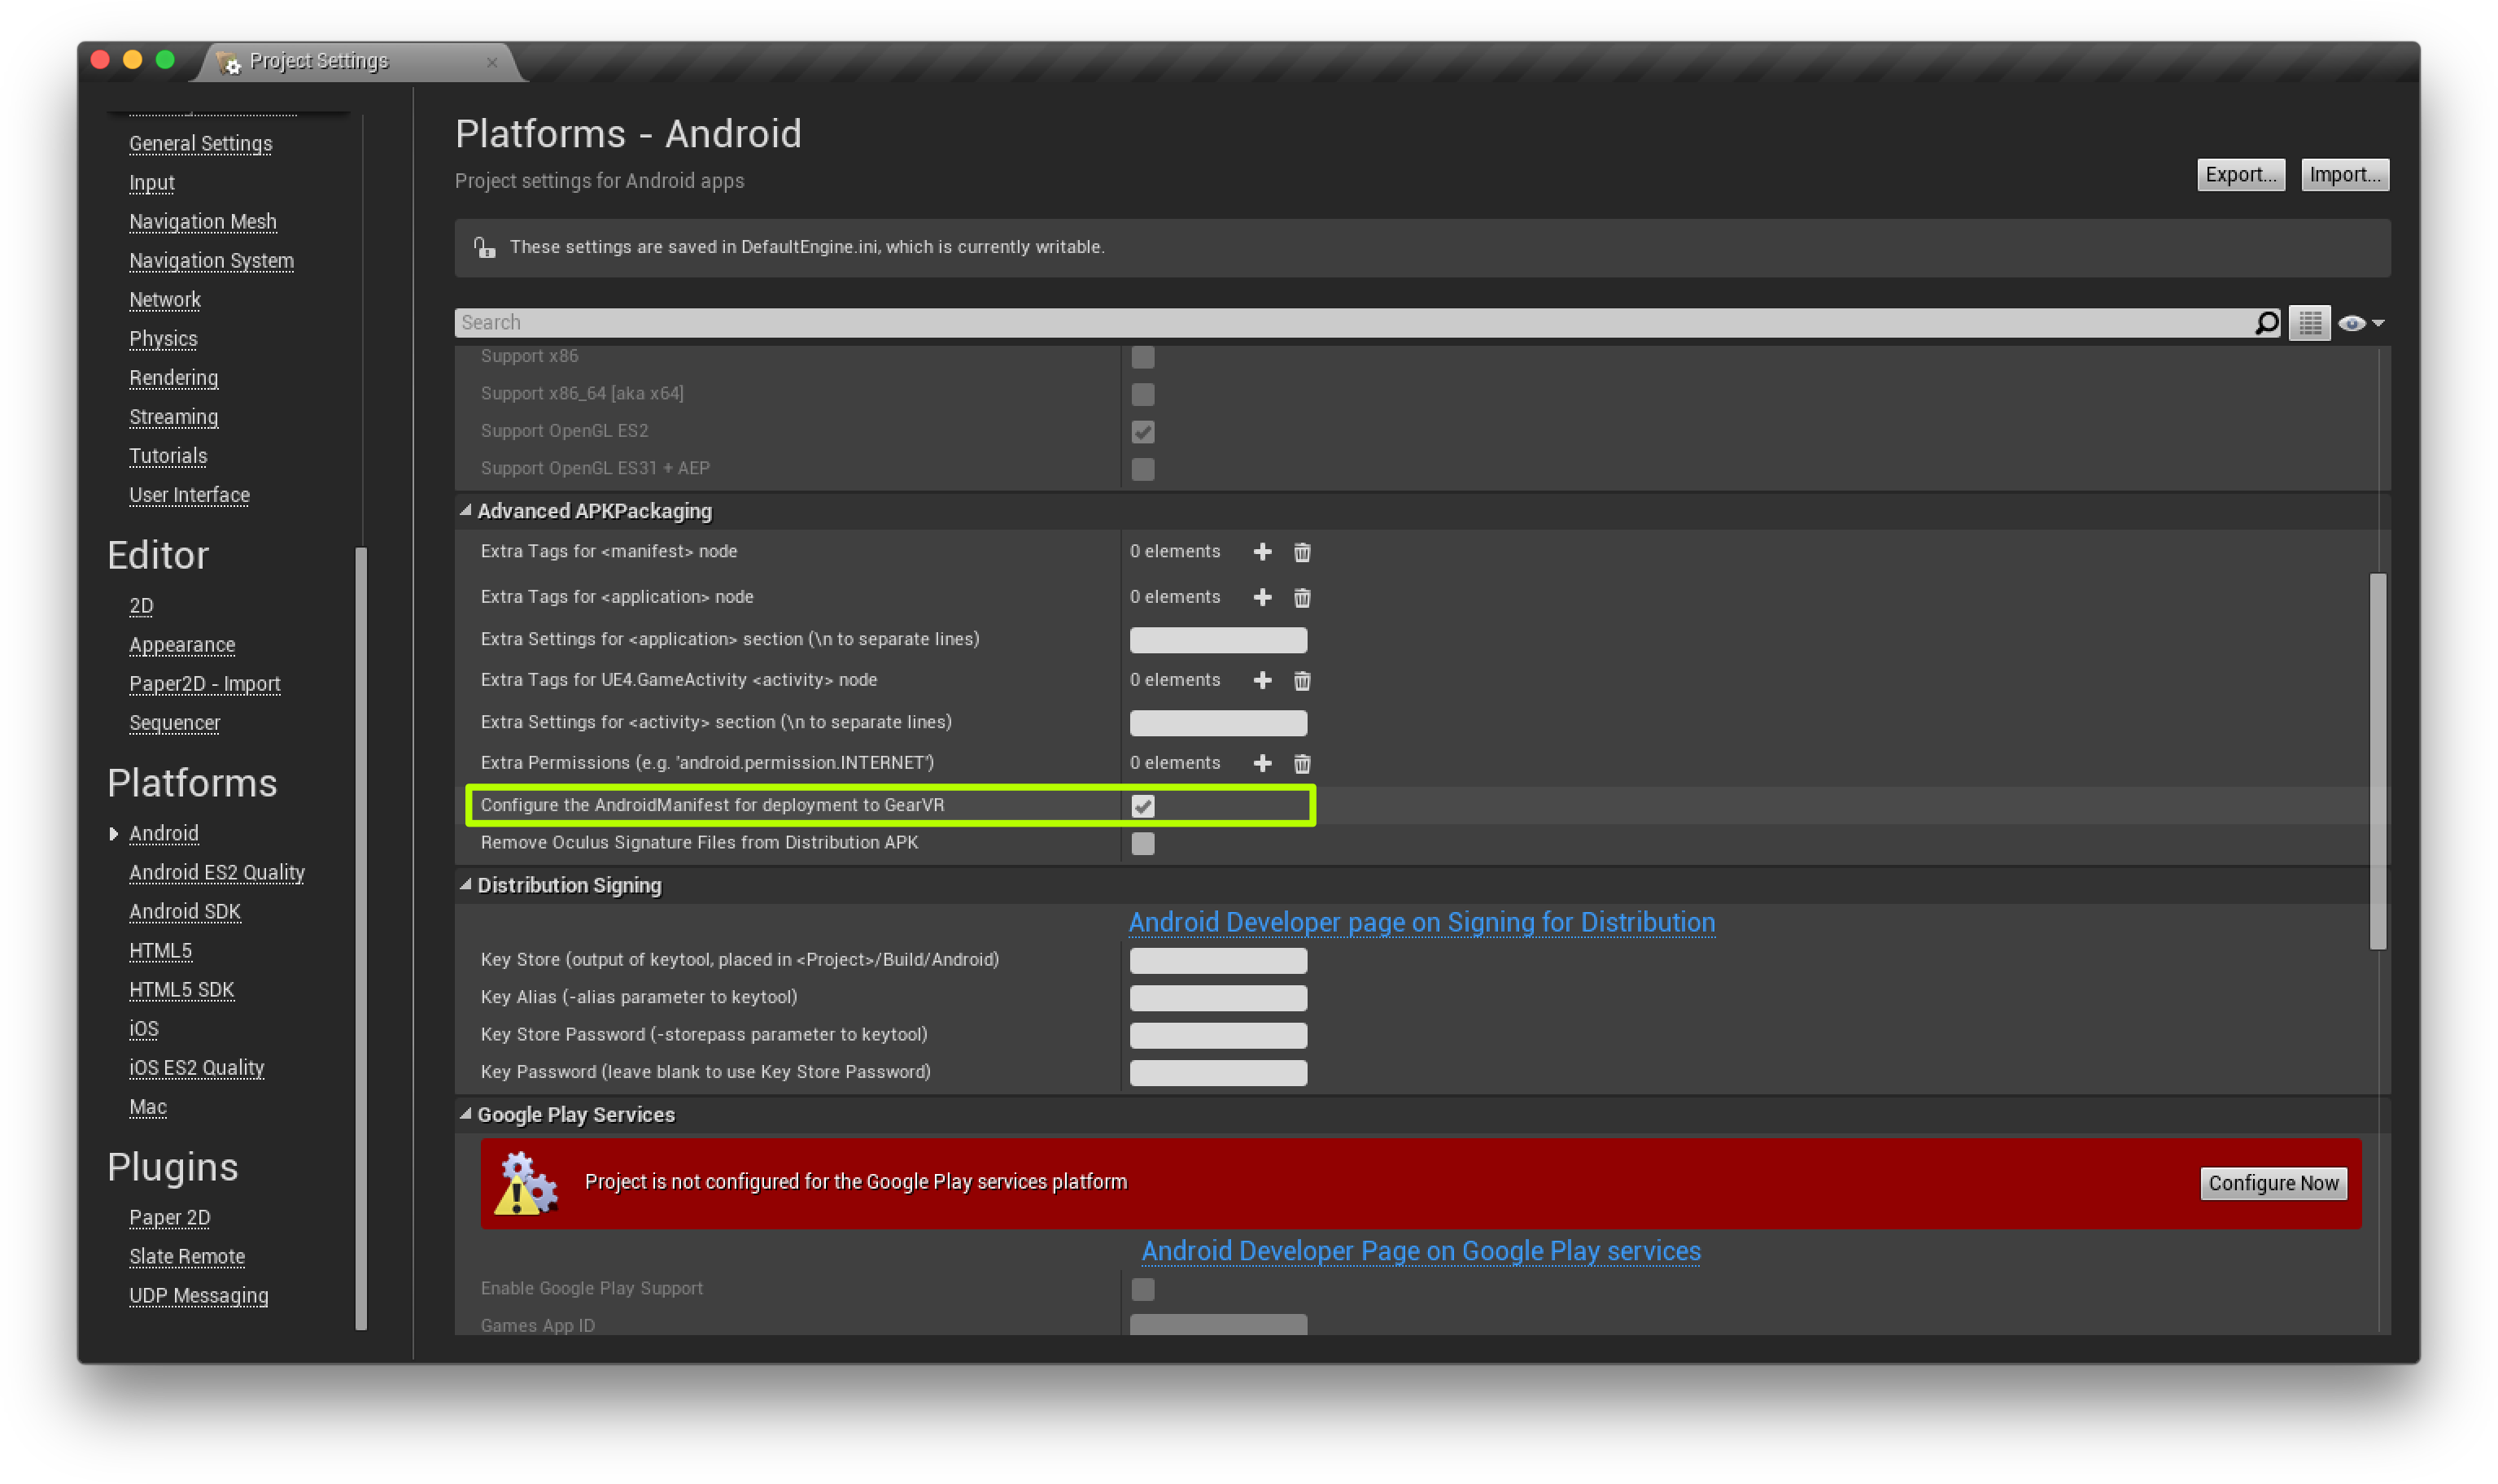 Project Settings
General Settings
Input
Navigation Mesh
Navigation System
Network
Physics
Rendering
Streaming
Tutorials
User Interface
Editor
2D
Appearance
Paper2D - Import
Sequencer
Platforms
Android
Android ES2 Quality
Android SDK
HTML5
HTML5 SDK
iOS
iOS ES2 Quality
Mac
Plugins
Paper 2D
Slate Remote
UDP Messaging
Platforms - Android
Project settings for Android apps
Export... Import...
These settings are saved in DefaultEngine.ini, which is currently writable.
Search
Support x86
Support x86_64 [aka x64]
Support OpenGL ES2
Support OpenGL ES31 + AEP
Advanced APKPackaging
Extra Tags for <manifest> node 0 elements
Extra Tags for <application> node 0 elements
Extra Settings for <application> section (\n to separate lines)
Extra Tags for UE4.GameActivity <activity> node 0 elements
Extra Settings for <activity> section (\n to separate lines)
Extra Permissions (e.g. 'android.permission.INTERNET') 0 elements
Configure the AndroidManifest for deployment to GearVR
Remove Oculus Signature Files from Distribution APK
Distribution Signing
Android Developer page on Signing for Distribution
Key Store (output of keytool, placed in <Project>/Build/Android)
Key Alias (-alias parameter to keytool)
Key Store Password (-storepass parameter to keytool)
Key Password (leave blank to use Key Store Password)
Google Play Services
Project is not configured for the Google Play services platform Configure Now
Android Developer Page on Google Play services
Enable Google Play Support
Games App ID